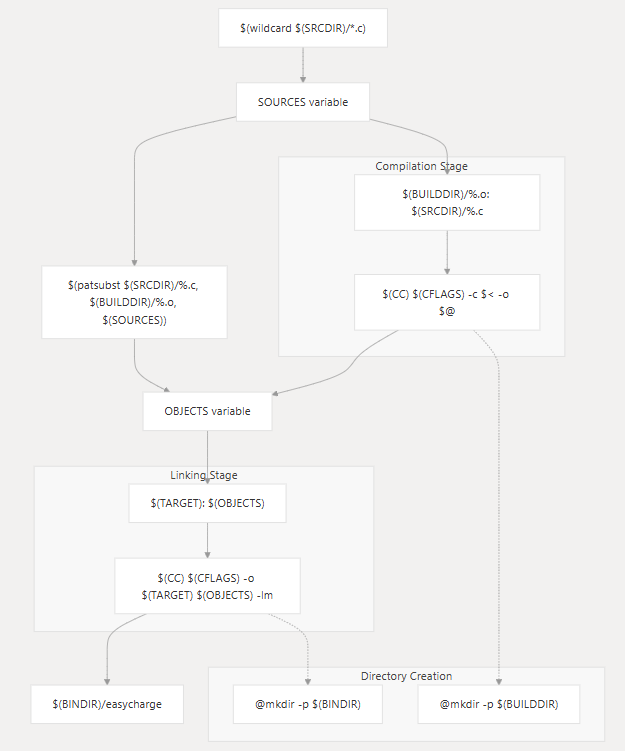 $(wildcard $(SRCDIR)/*.c)
SOURCES variable
Compilation Stage
$(BUILDDIR)/%.o:
$(SRCDIR)/%.c
$(patsubst $(SRCDIR)/%.c,
$(BUILDDIR)/%.o,
$(SOURCES))
$(CC) $(CFLAGS) -c $< -o
$@
OBJECTS variable
Linking Stage
$(TARGET): $(OBJECTS)
$(CC) $(CFLAGS) -o
$(TARGET) $(OBJECTS) -lm
Directory Creation
$(BINDIR)/easycharge
@mkdir -p $(BINDIR)
@mkdir -p $(BUILDDIR)